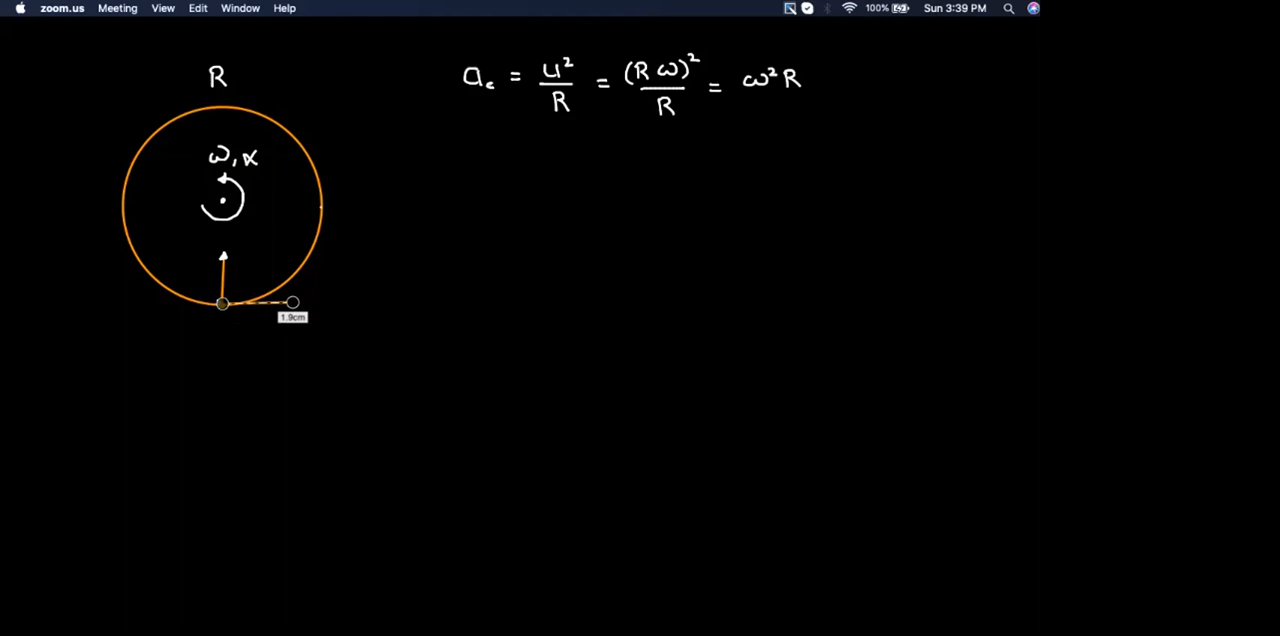 zoom.us Meeting View Edit Window Help 100% Sun 3:39 PM
R
a_c = u²/R = (Rω)²/R = ω²R
ω, α
1.9cm